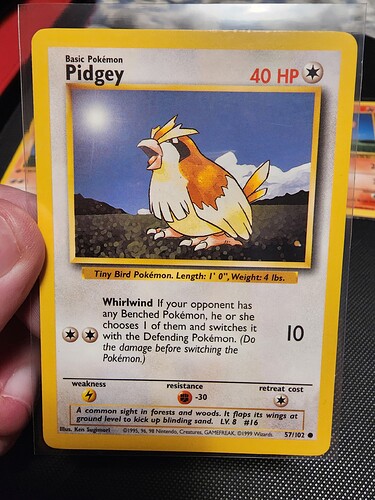 Basic Pokémon
Pidgey
40 HP
Tiny Bird Pokémon. Length: 1' 0", Weight: 4 lbs.
Whirlwind If your opponent has
any Benched Pokémon, he or she
chooses 1 of them and switches it
with the Defending Pokémon. (Do
the damage before switching the
Pokémon.)
10
weakness
resistance
-30
retreat cost
A common sight in forests and woods. It flaps its wings at
ground level to kick up blinding sand. LV. 8 #16
Illus. Ken Sugimori ©1995, 96, 98 Nintendo, Creatures, GAMEFREAK. ©1999 Wizards. 57/102